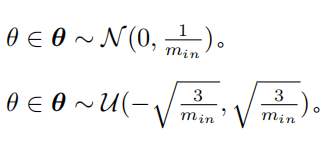 θ ∈ 𝜽 ∼ 𝒩(0, 1/m_in)。
θ ∈ 𝜽 ∼ 𝒰(−√(3/m_in), √(3/m_in))。